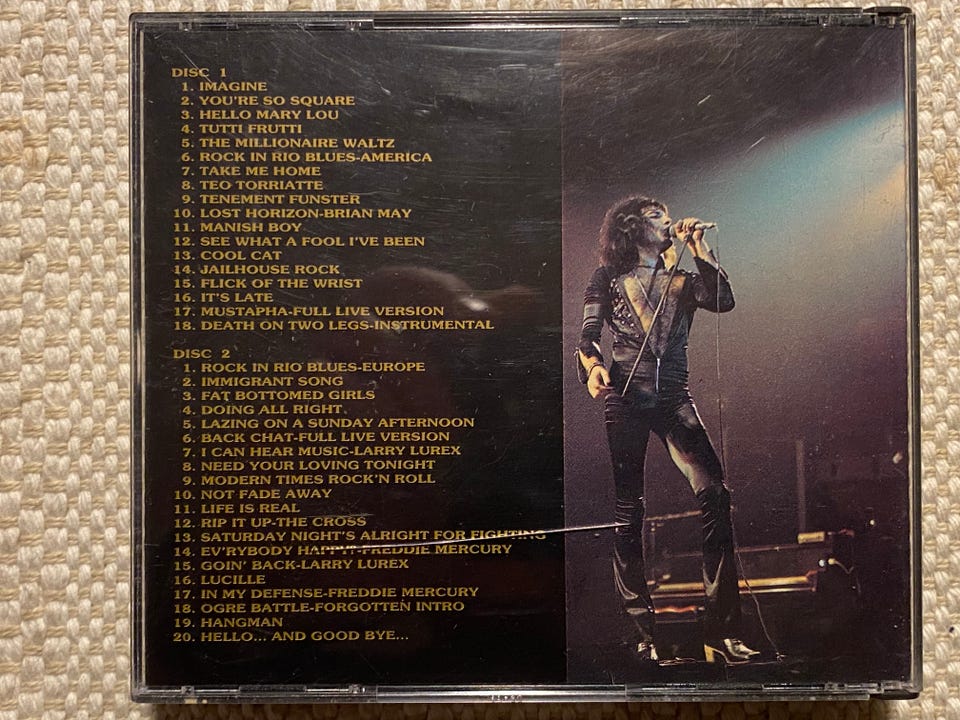 DISC 1
1. IMAGINE
2. YOU'RE SO SQUARE
3. HELLO MARY LOU
4. TUTTI FRUTTI
5. THE MILLIONAIRE WALTZ
6. ROCK IN RIO BLUES-AMERICA
7. TAKE ME HOME
8. TEO TORRIATTE
9. TENEMENT FUNSTER
10. LOST HORIZON-BRIAN MAY
11. MANISH BOY
12. SEE WHAT A FOOL I'VE BEEN
13. COOL CAT
14. JAILHOUSE ROCK
15. FLICK OF THE WRIST
16. IT'S LATE
17. MUSTAPHA-FULL LIVE VERSION
18. DEATH ON TWO LEGS-INSTRUMENTAL
DISC 2
1. ROCK IN RIO BLUES-EUROPE
2. IMMIGRANT SONG
3. FAT BOTTOMED GIRLS
4. DOING ALL RIGHT
5. LAZING ON A SUNDAY AFTERNOON
6. BACK CHAT-FULL LIVE VERSION
7. I CAN HEAR MUSIC-LARRY LUREX
8. NEED YOUR LOVING TONIGHT
9. MODERN TIMES ROCK'N ROLL
10. NOT FADE AWAY
11. LIFE IS REAL
12. RIP IT UP-THE CROSS
13. SATURDAY NIGHT'S ALRIGHT FOR FIGHTING
14. EV'RYBODY HAPPY?-FREDDIE MERCURY
15. GOIN' BACK-LARRY LUREX
16. LUCILLE
17. IN MY DEFENSE-FREDDIE MERCURY
18. OGRE BATTLE-FORGOTTEN INTRO
19. HANGMAN
20. HELLO... AND GOOD BYE...